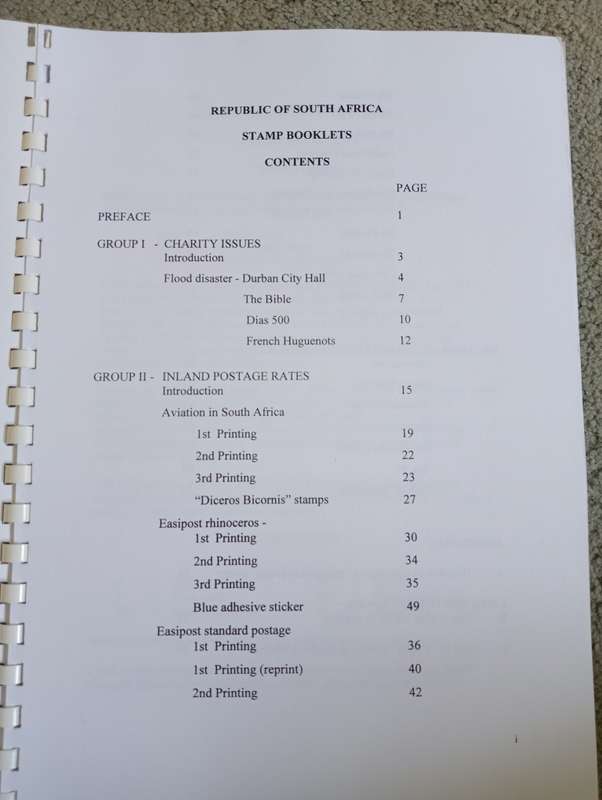 REPUBLIC OF SOUTH AFRICA
STAMP BOOKLETS
CONTENTS
PAGE
PREFACE 1
GROUP I - CHARITY ISSUES
Introduction 3
Flood disaster - Durban City Hall 4
The Bible 7
Dias 500 10
French Huguenots 12
GROUP II - INLAND POSTAGE RATES
Introduction 15
Aviation in South Africa
1st Printing 19
2nd Printing 22
3rd Printing 23
“Diceros Bicornis” stamps 27
Easipost rhinoceros -
1st Printing 30
2nd Printing 34
3rd Printing 35
Blue adhesive sticker 49
Easipost standard postage
1st Printing 36
1st Printing (reprint) 40
2nd Printing 42
i